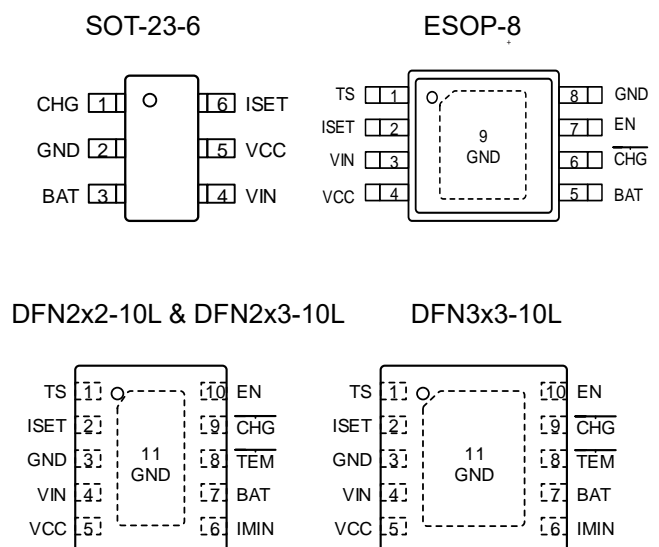 SOT-23-6
CHG 1 6 ISET
GND 2 5 VCC
BAT 3 4 VIN
ESOP-8
TS 1 8 GND
ISET 2 7 EN
9
GND
VIN 3 6 CHG
VCC 4 5 BAT
DFN2x2-10L & DFN2x3-10L
TS 1 10 EN
ISET 2 9 CHG
GND 3 8 TEM
11
GND
VIN 4 7 BAT
VCC 5 6 IMIN
DFN3x3-10L
TS 1 10 EN
ISET 2 9 CHG
GND 3 8 TEM
11
GND
VIN 4 7 BAT
VCC 5 6 IMIN